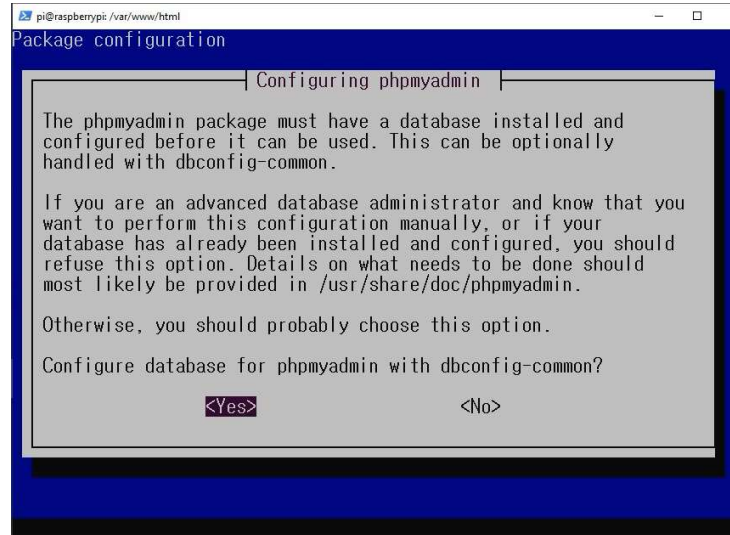 pi@raspberrypi: /var/www/html
Package configuration
Configuring phpmyadmin
The phpmyadmin package must have a database installed and
configured before it can be used. This can be optionally
handled with dbconfig-common.
If you are an advanced database administrator and know that you
want to perform this configuration manually, or if your
database has already been installed and configured, you should
refuse this option. Details on what needs to be done should
most likely be provided in /usr/share/doc/phpmyadmin.
Otherwise, you should probably choose this option.
Configure database for phpmyadmin with dbconfig-common?
<Yes> <No>